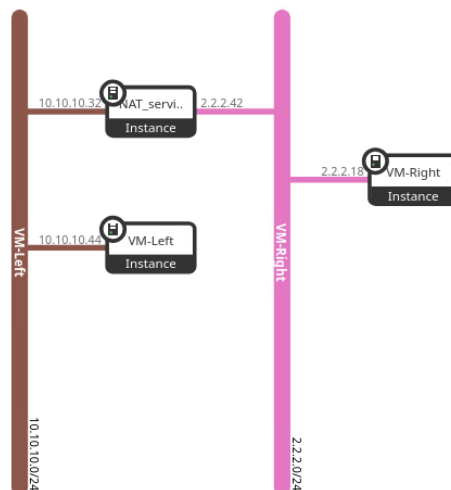 10.10.10.32
NAT_servi..
2.2.2.42
Instance
2.2.2.18
VM-Right
Instance
10.10.10.44
VM-Left
Instance
VM-Left
VM-Right
10.10.10.0/24
2.2.2.0/24